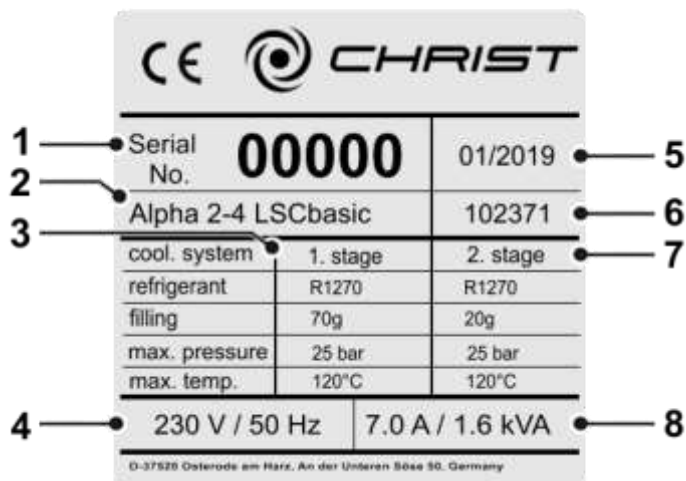 CE CHRIST
1 Serial No. 00000 01/2019 5
2 Alpha 2-4 LSCbasic 102371 6
3 cool. system 1. stage 2. stage 7
refrigerant R1270 R1270
filling 70g 20g
max. pressure 25 bar 25 bar
max. temp. 120°C 120°C
4 230 V / 50 Hz 7.0 A / 1.6 kVA 8
D-37520 Osterode am Harz, An der Unteren Söse 50, Germany